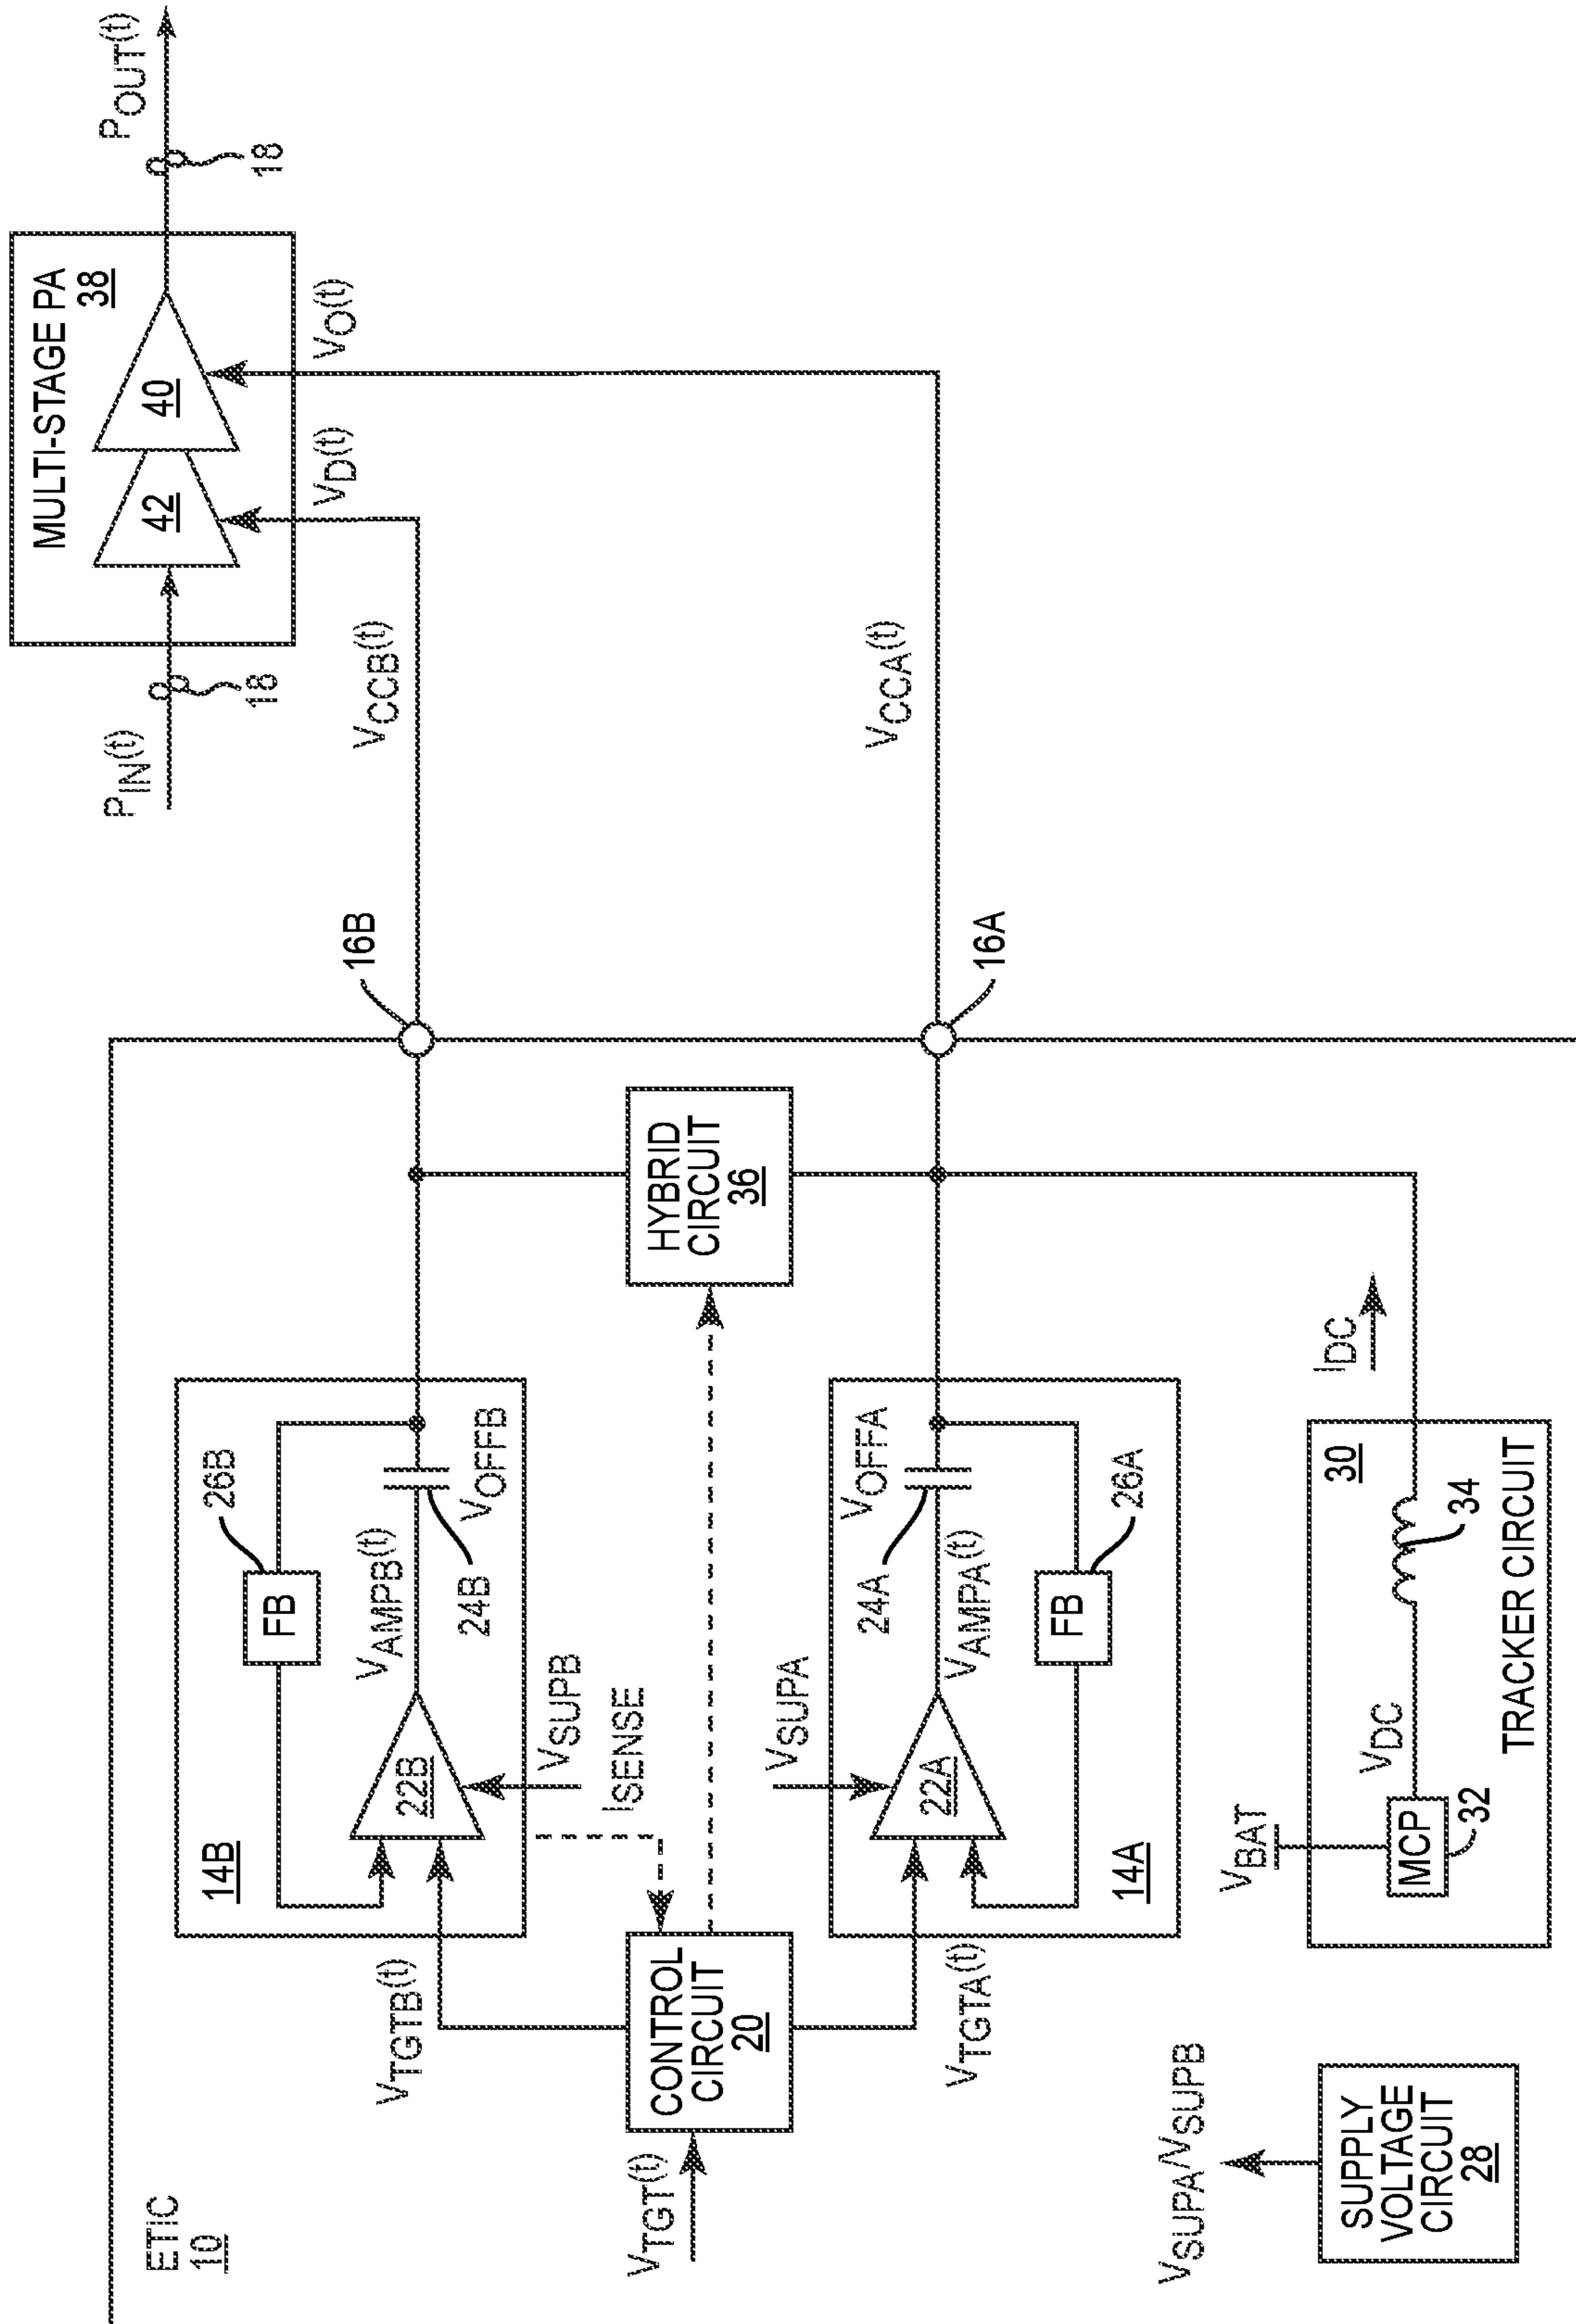 ETIC
10
VTGT(t)
CONTROL
CIRCUIT
20
VTGTB(t)
VTGTA(t)
14B
22B
FB
26B
VAMPB(t)
24B
VOFFB
VSUPB
ISENSE
VSUPA
14A
22A
24A
VOFFA
VAMPA(t)
FB
26A
HYBRID
CIRCUIT
36
16B
16A
VSUPA/VSUPB
SUPPLY
VOLTAGE
CIRCUIT
28
VBAT
MCP
32
VDC
34
30
TRACKER CIRCUIT
IDC
VCCB(t)
VCCA(t)
PIN(t)
18
MULTI-STAGE PA
38
42
40
VD(t)
VO(t)
18
POUT(t)